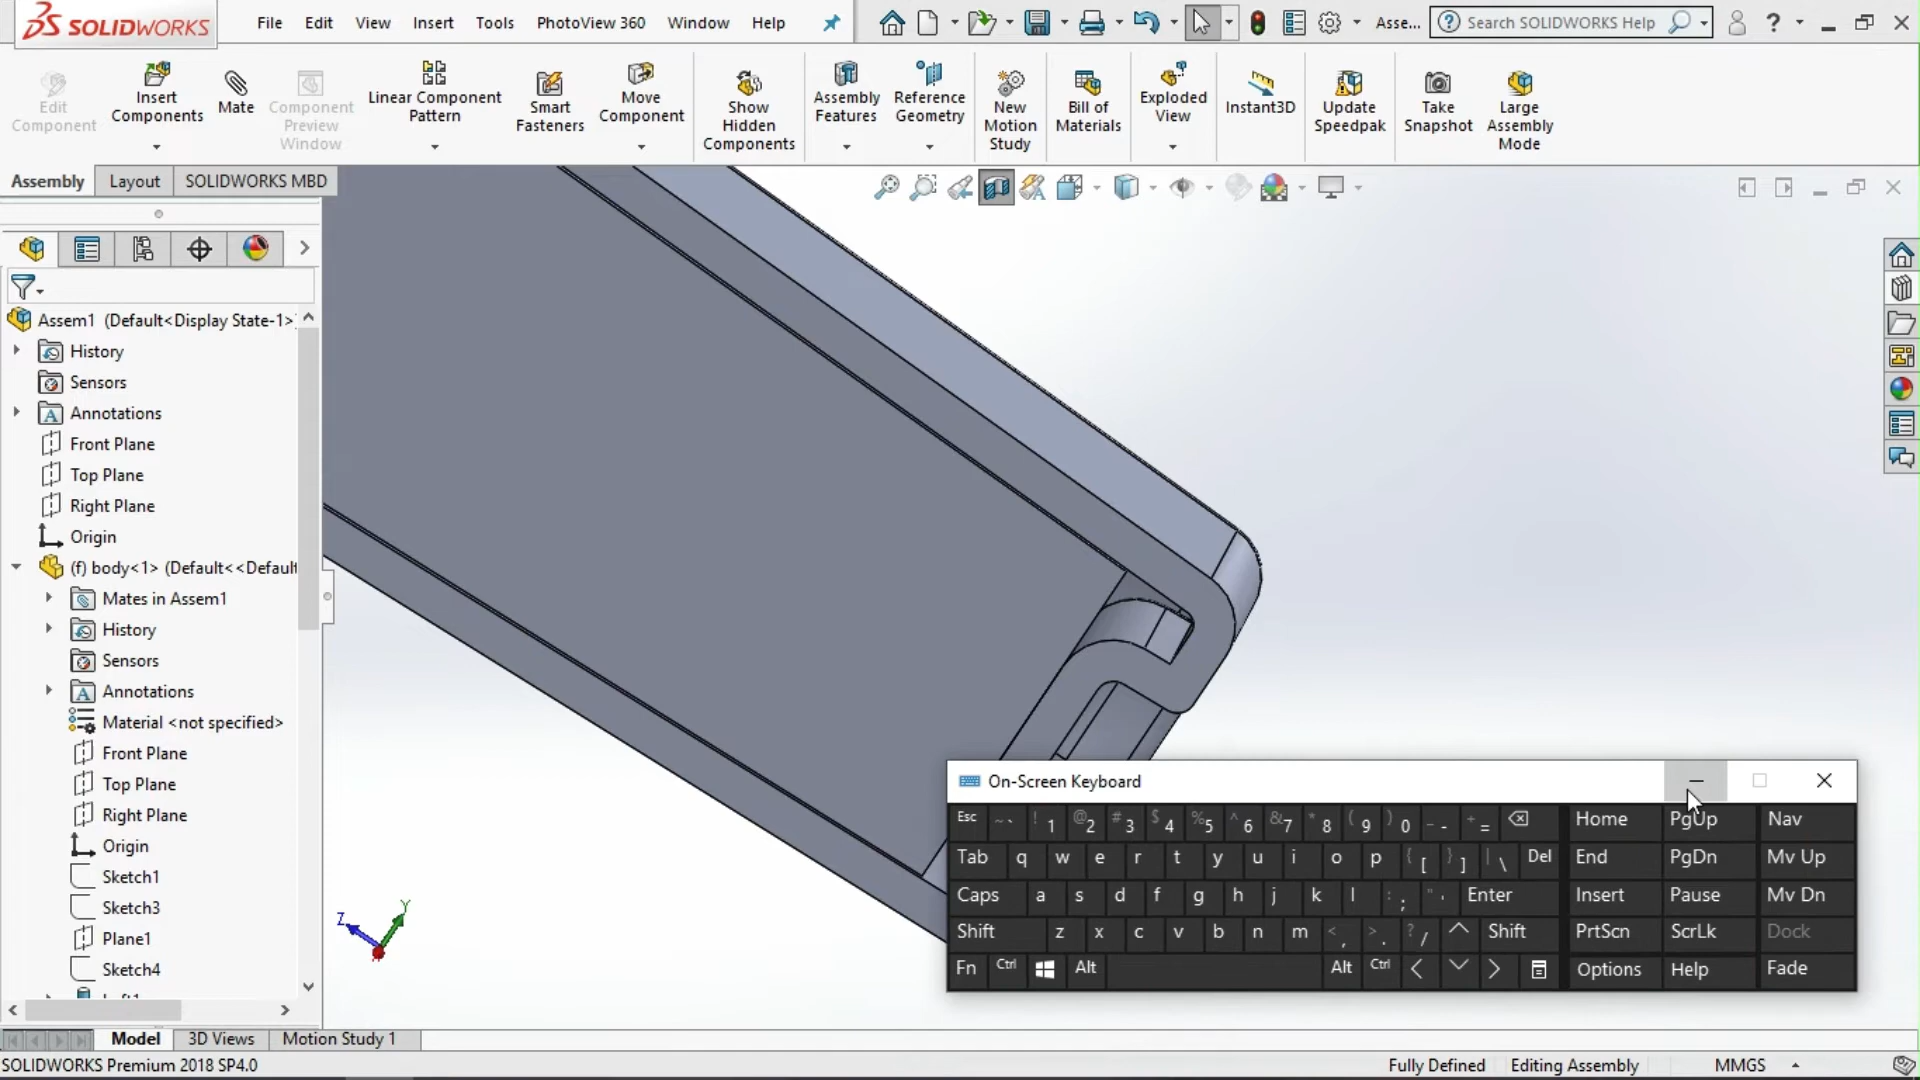 SOLIDWORKS
File Edit View Insert Tools PhotoView 360 Window Help
Asse...
Search SOLIDWORKS Help
Edit Component
Insert Components
Mate
Component Preview Window
Linear Component Pattern
Smart Fasteners
Move Component
Show Hidden Components
Assembly Features
Reference Geometry
New Motion Study
Bill of Materials
Exploded View
Instant3D
Update Speedpak
Take Snapshot
Large Assembly Mode
Assembly Layout SOLIDWORKS MBD
Assem1 (Default<Display State-1>
History
Sensors
Annotations
Front Plane
Top Plane
Right Plane
Origin
(f) body<1> (Default<<Default
Mates in Assem1
History
Sensors
Annotations
Material <not specified>
Front Plane
Top Plane
Right Plane
Origin
Sketch1
Sketch3
Plane1
Sketch4
Z Y
On-Screen Keyboard
Esc ~ ` ! 1 @ 2 # 3 $ 4 % 5 ^ 6 & 7 * 8 ( 9 ) 0 _ - + = Home PgUp Nav
Tab q w e r t y u i o p { [ } ] | \ Del End PgDn Mv Up
Caps a s d f g h j k l : ; " ' Enter Insert Pause Mv Dn
Shift z x c v b n m < , > . ? / Shift PrtScn ScrLk Dock
Fn Ctrl Alt Alt Ctrl Options Help Fade
Model 3D Views Motion Study 1
SOLIDWORKS Premium 2018 SP4.0
Fully Defined Editing Assembly MMGS